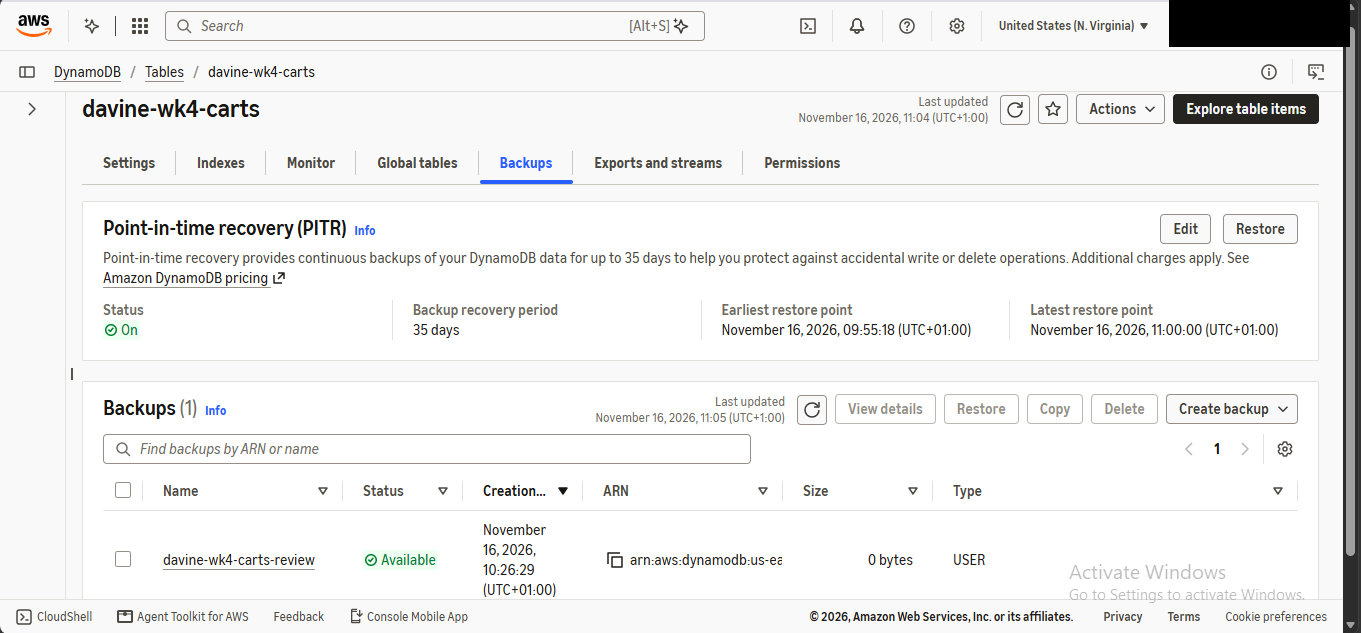 aws
Search [Alt+S]
United States (N. Virginia)
DynamoDB / Tables / davine-wk4-carts
davine-wk4-carts
Last updated
November 16, 2026, 11:04 (UTC+1:00)
Actions
Explore table items
Settings Indexes Monitor Global tables Backups Exports and streams Permissions
Point-in-time recovery (PITR) Info
Edit Restore
Point-in-time recovery provides continuous backups of your DynamoDB data for up to 35 days to help you protect against accidental write or delete operations. Additional charges apply. See
Amazon DynamoDB pricing
Status Backup recovery period Earliest restore point Latest restore point
On 35 days November 16, 2026, 09:55:18 (UTC+01:00) November 16, 2026, 11:00:00 (UTC+01:00)
Backups (1) Info
Last updated
November 16, 2026, 11:05 (UTC+1:00)
View details Restore Copy Delete Create backup
Find backups by ARN or name
1
Name Status Creation... ARN Size Type
davine-wk4-carts-review Available November
16, 2026,
10:26:29
(UTC+01:00) arn:aws:dynamodb:us-ea 0 bytes USER
Activate Windows
Go to Settings to activate Windows.
CloudShell Agent Toolkit for AWS Feedback Console Mobile App © 2026, Amazon Web Services, Inc. or its affiliates. Privacy Terms Cookie preferences